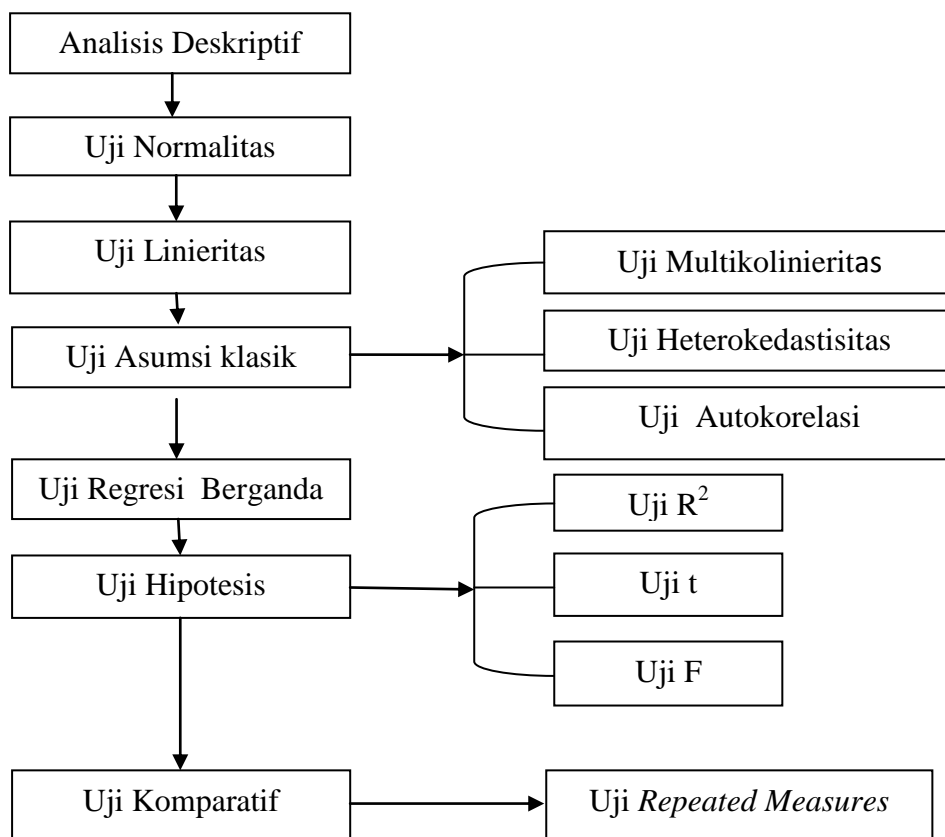 Analisis Deskriptif
Uji Normalitas
Uji Linieritas
Uji Multikolinieritas
Uji Asumsi klasik
Uji Heterokedastisitas
Uji  Autokorelasi
Uji Regresi  Berganda
Uji R²
Uji Hipotesis
Uji t
Uji F
Uji Komparatif
Uji Repeated Measures